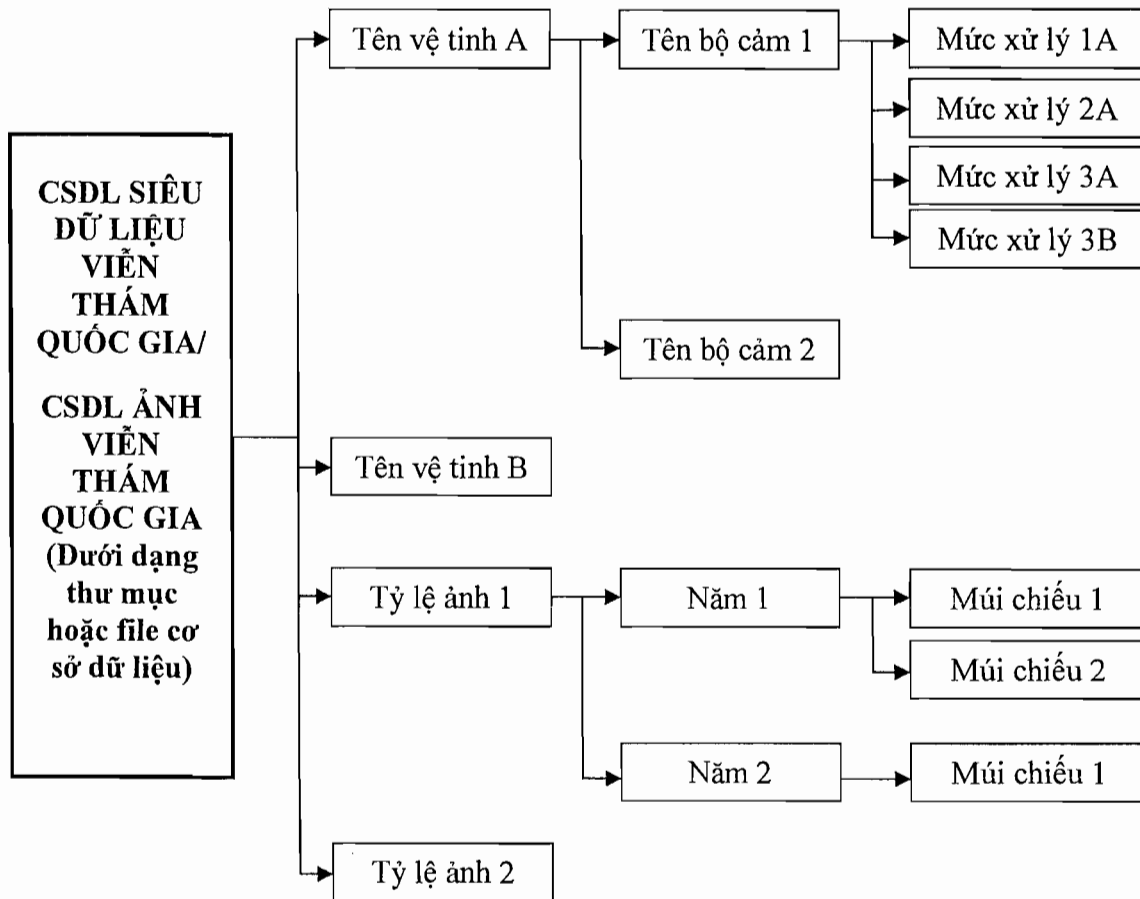 CSDL SIÊU
DỮ LIỆU
VIỄN
THÁM
QUỐC GIA/
CSDL ẢNH
VIỄN
THÁM
QUỐC GIA
(Dưới dạng
thư mục
hoặc file cơ
sở dữ liệu)
Tên vệ tinh A
Tên bộ cảm 1
Mức xử lý 1A
Mức xử lý 2A
Mức xử lý 3A
Mức xử lý 3B
Tên bộ cảm 2
Tên vệ tinh B
Tỷ lệ ảnh 1
Năm 1
Múi chiếu 1
Múi chiếu 2
Năm 2
Múi chiếu 1
Tỷ lệ ảnh 2